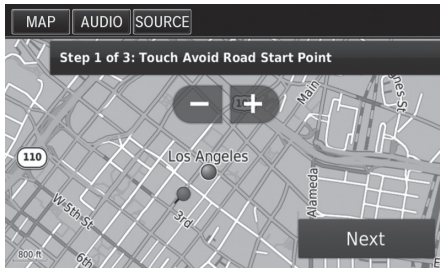 MAP AUDIO SOURCE
Step 1 of 3: Touch Avoid Road Start Point
Main
110
Los Angeles
W 5th St
3rd
Alameda
6th
800 ft
Next